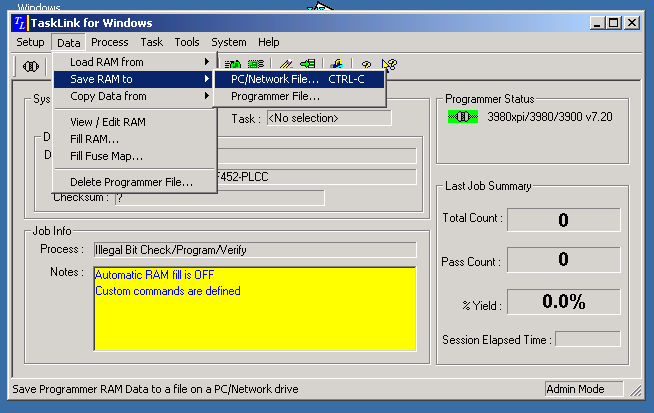 Windows
TL TaskLink for Windows
Setup Data Process Task Tools System Help
Load RAM from
Save RAM to
Copy Data from
View / Edit RAM
Fill RAM...
Fill Fuse Map...
Delete Programmer File...
PC/Network File... CTRL-C
Programmer File...
Sys
Task : <No selection>
D
D
F452-PLCC
Checksum : ?
Job Info
Process : Illegal Bit Check/Program/Verify
Notes : Automatic RAM fill is OFF
Custom commands are defined
Programmer Status
3980xpi/3980/3900 v7.20
Last Job Summary
Total Count : 0
Pass Count : 0
% Yield : 0.0%
Session Elapsed Time :
Save Programmer RAM Data to a file on a PC/Network drive
Admin Mode